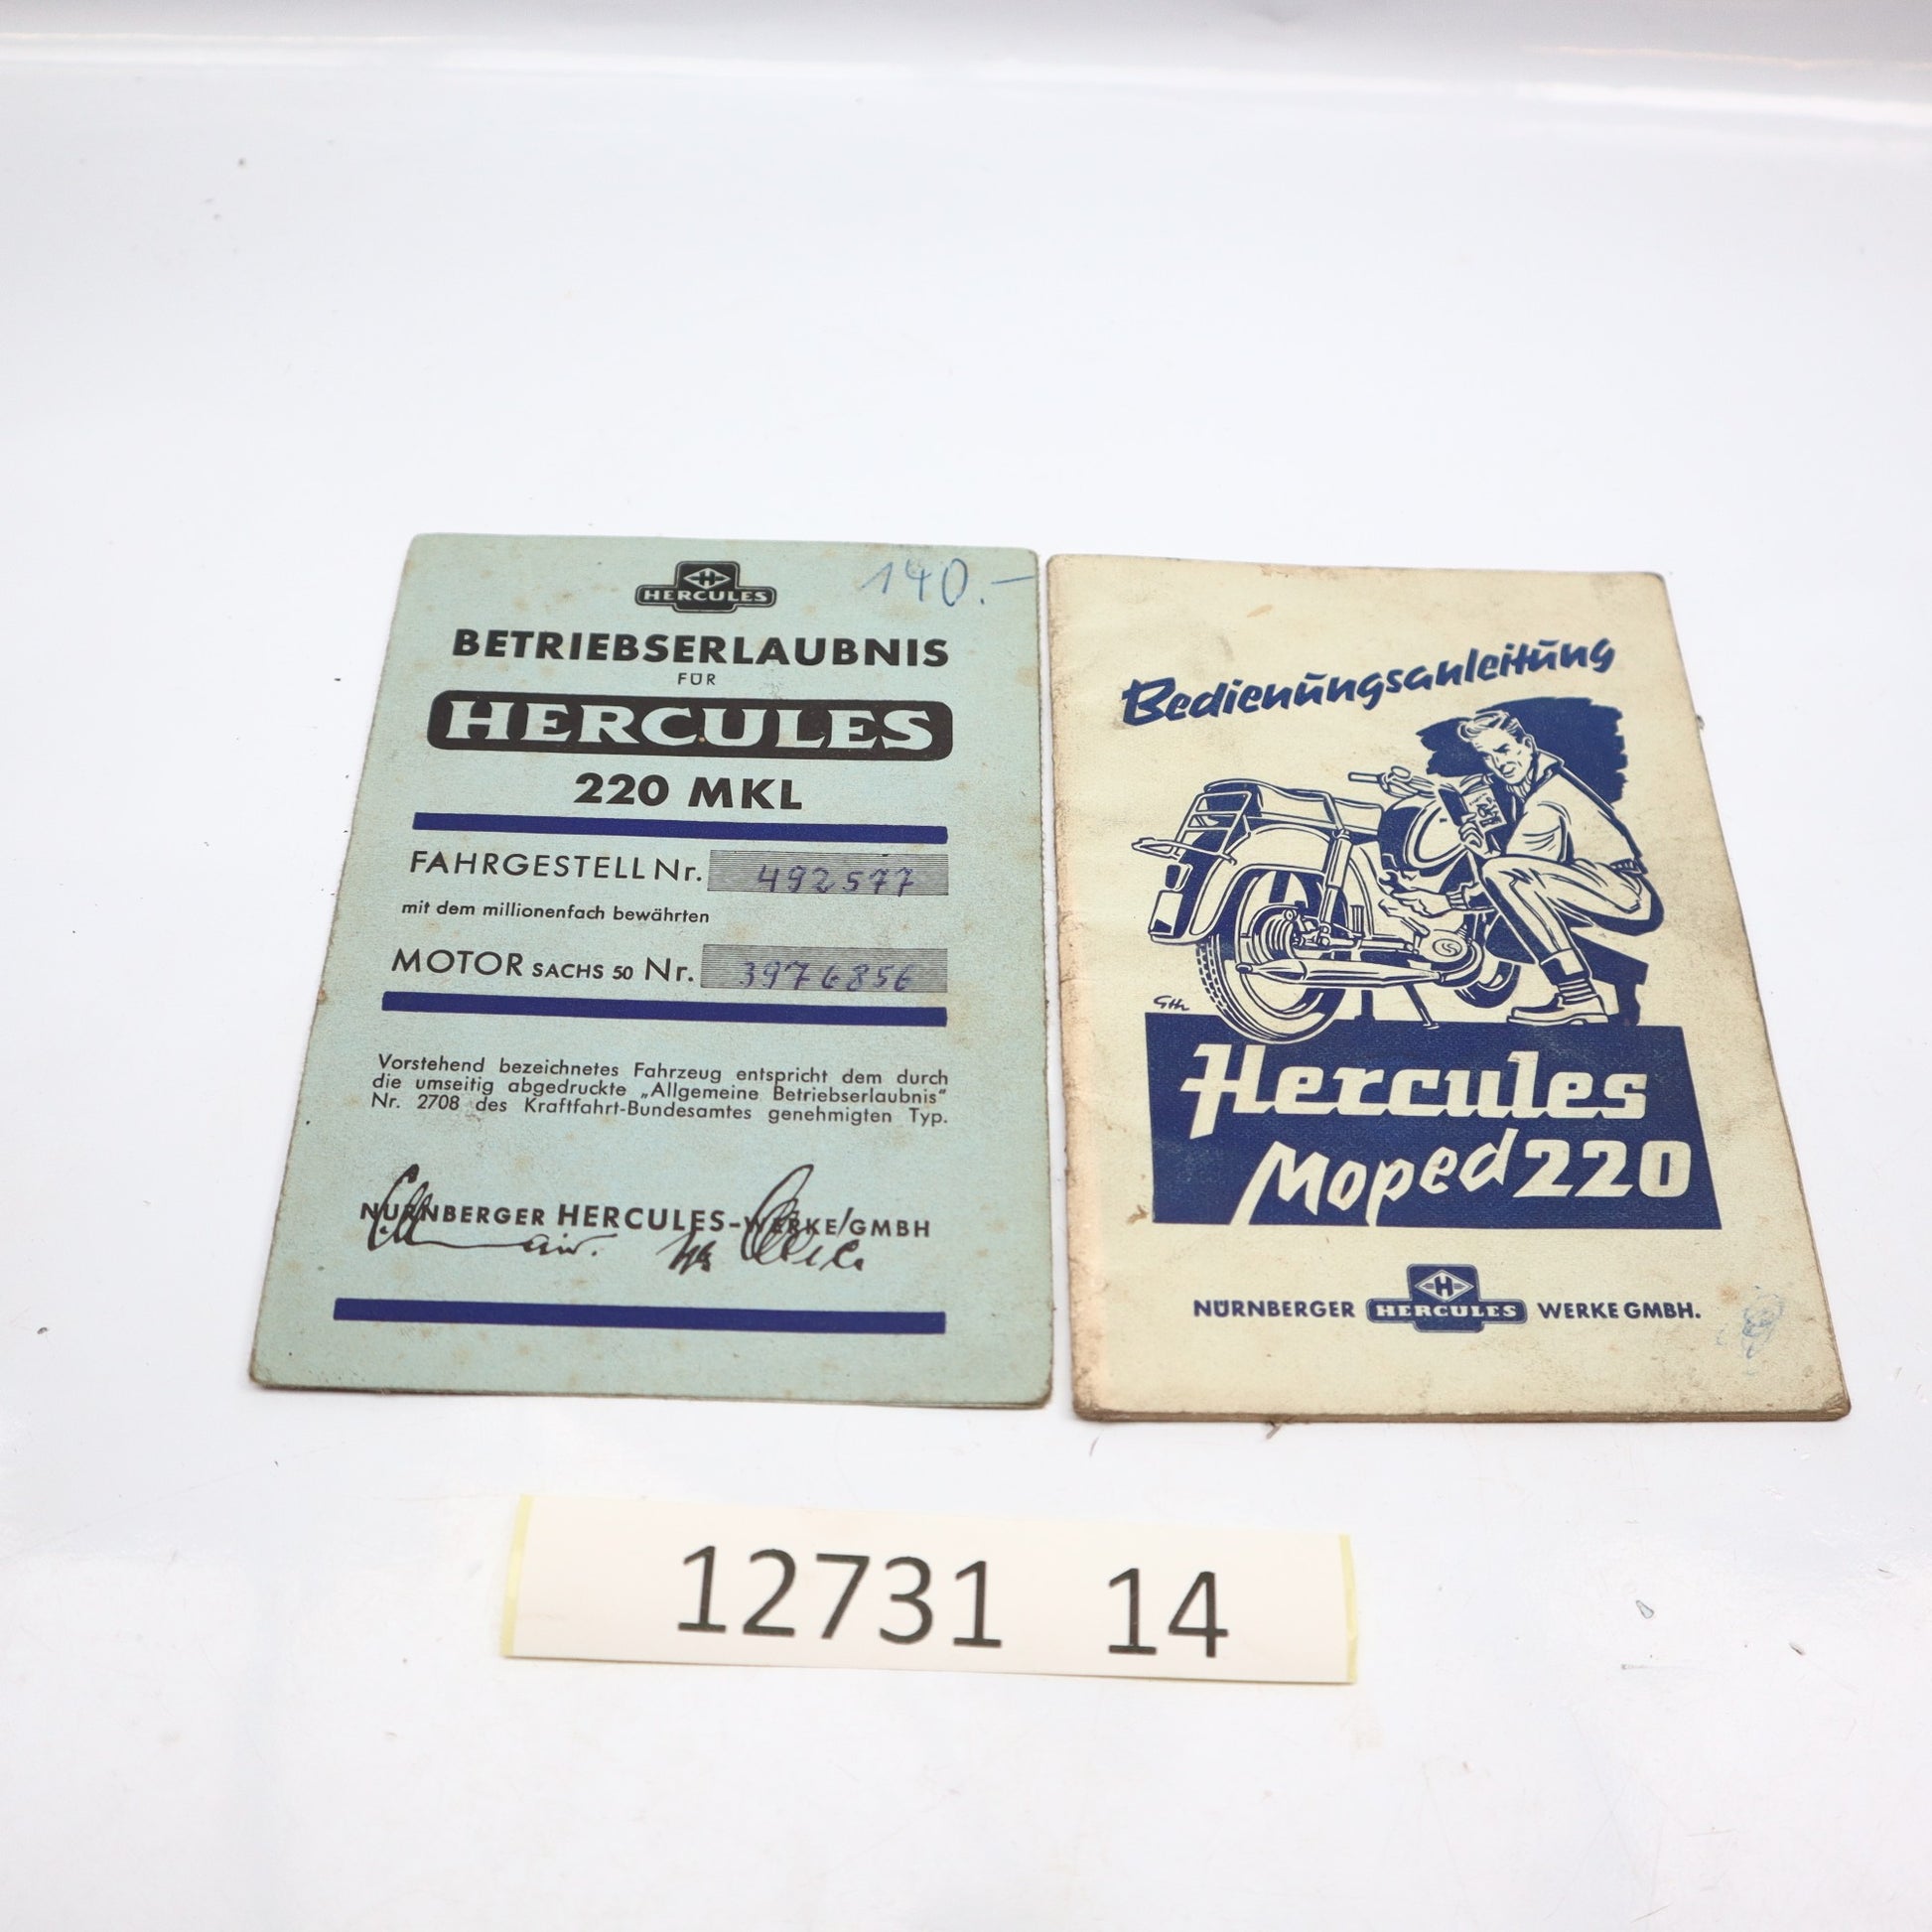 HERCULES
140.–
BETRIEBSERLAUBNIS
FÜR
HERCULES
220 MKL
FAHRGESTELL Nr. 492577
mit dem millionenfach bewährten
MOTOR SACHS 50 Nr. 3976856
Vorstehend bezeichnetes Fahrzeug entspricht dem durch
die umseitig abgedruckte „Allgemeine Betriebserlaubnis"
Nr. 2708 des Kraftfahrt-Bundesamtes genehmigten Typ.
NÜRNBERGER HERCULES-WERKE/GMBH
Bedienūngsanleitūng
Hercules
Moped 220
NÜRNBERGER HERCULES WERKE GMBH.
12731 14